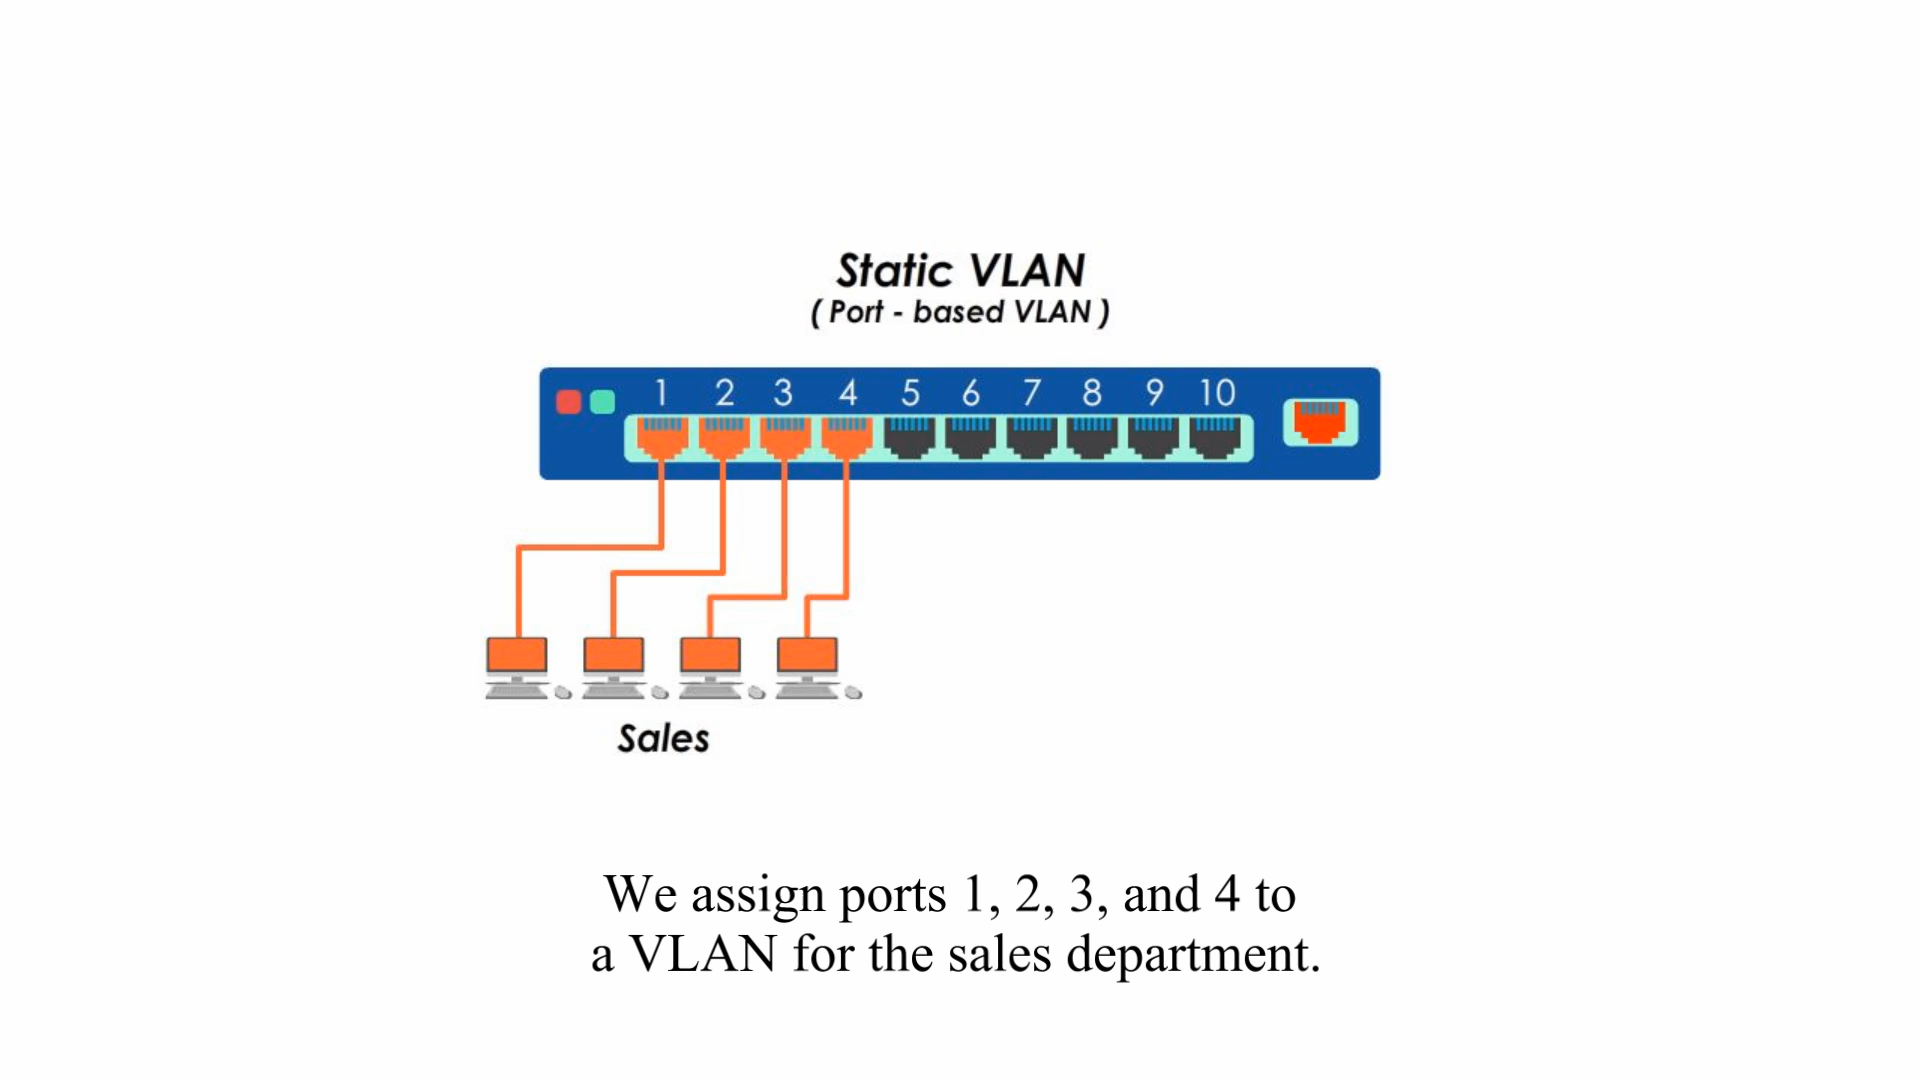 Static VLAN
( Port - based VLAN )
1 2 3 4 5 6 7 8 9 10
Sales
We assign ports 1, 2, 3, and 4 to
a VLAN for the sales department.